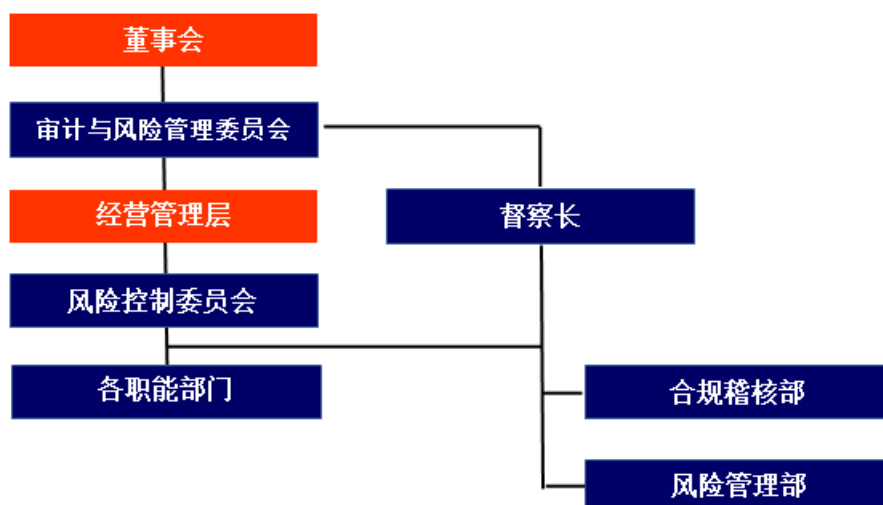 董事会
审计与风险管理委员会
经营管理层
督察长
风险控制委员会
各职能部门
合规稽核部
风险管理部